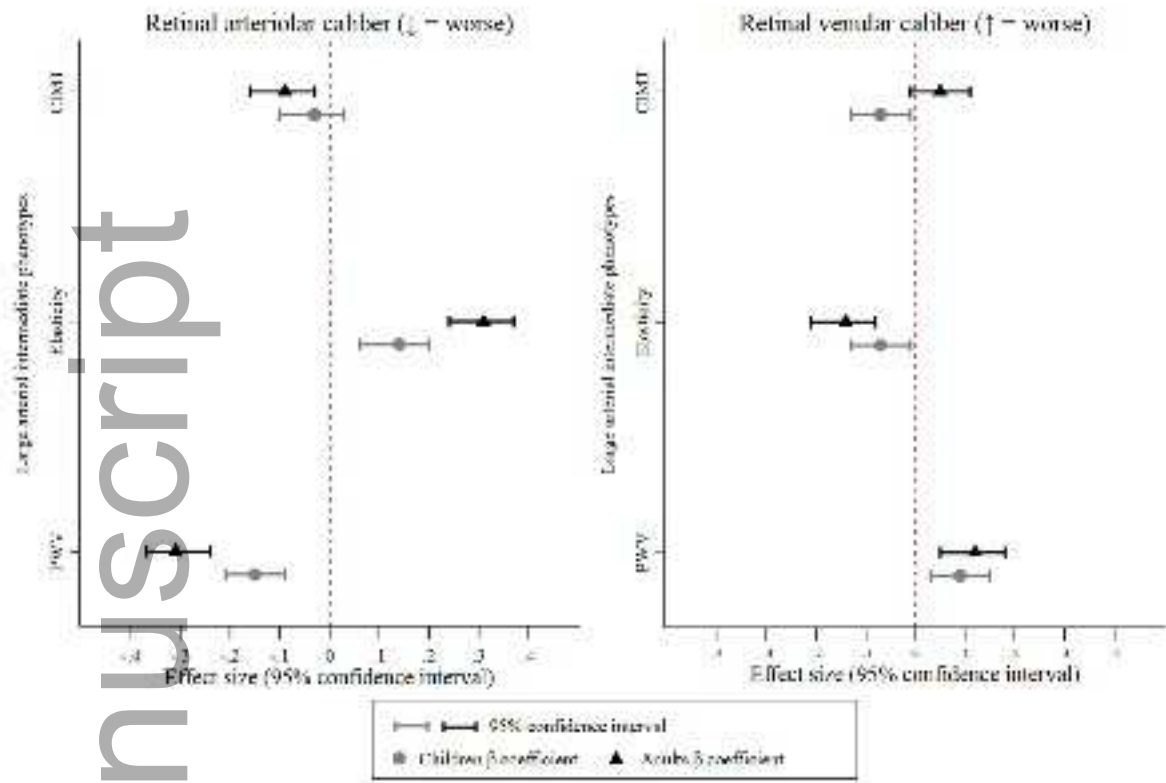 Retinal arteriolar caliber (↓ = worse)
Retinal venular caliber (↑ = worse)
CIMT
Elasticity
PWV
Large arterial intermediate phenotypes
-.4 -.3 -.2 -.1 0 .1 .2 .3 .4
Effect size (95% confidence interval)
CIMT
Elasticity
PWV
Large arterial intermediate phenotypes
Effect size (95% confidence interval)
95% confidence interval
Children β coefficient
Adults β coefficient
nuscript